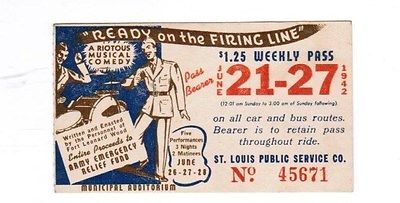 "READY on the FIRING LINE"
A RIOTOUS
MUSICAL
COMEDY
Pass
Bearer
Written and Enacted
by the Personnel of
Fort Leonard Wood
Entire Proceeds to
ARMY EMERGENCY
RELIEF FUND
Five
Performances
3 Nights
2 Matinees
JUNE
26-27-28
MUNICIPAL AUDITORIUM
$1.25 WEEKLY PASS
JUNE
21-27
1942
(12:01 am Sunday to 3:00 am of Sunday following)
on all car and bus routes.
Bearer is to retain pass
throughout ride.
ST. LOUIS PUBLIC SERVICE CO.
No 45671